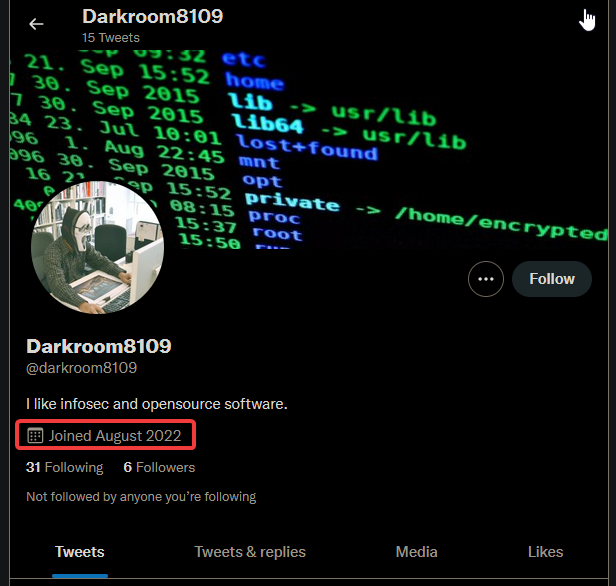 Darkroom8109
15 Tweets
09:32 etc
21. Sep 15:52 home
30. Sep 2015 lib -> usr/lib
30. Sep 2015 lib64 -> usr/lib
23. Jul 10:01 lost+found
096 1. Aug 22:45 mnt
096 30. Sep 2015 opt
16 21. Sep 15:52 private -> /home/encrypted
08:15 proc
15:37 root
15:50
Follow
Darkroom8109
@darkroom8109
I like infosec and opensource software.
Joined August 2022
31 Following 6 Followers
Not followed by anyone you’re following
Tweets Tweets & replies Media Likes